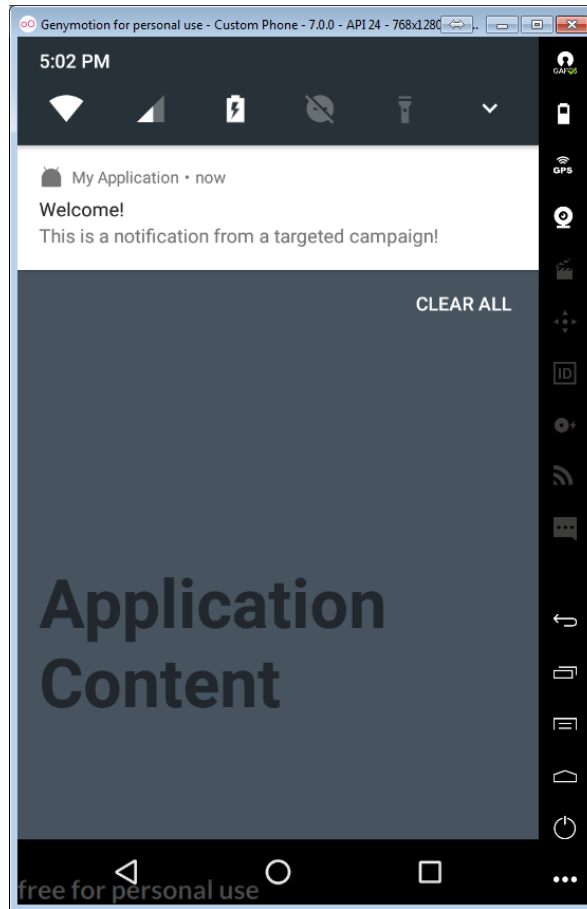 Genymotion for personal use - Custom Phone - 7.0.0 - API 24 - 768x1280
5:02 PM
GAPPS
My Application • now
Welcome!
This is a notification from a targeted campaign!
GPS
CLEAR ALL
ID
Application
Content
free for personal use